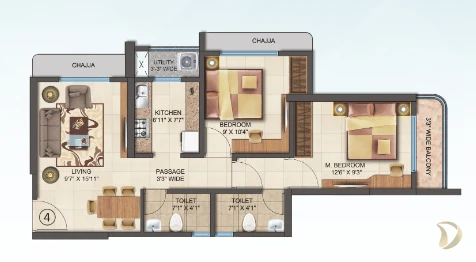 CHAJJA
CHAJJA
UTILITY
3'-3" WIDE
KITCHEN
6'11" X 7'7"
BEDROOM
9' X 10'4"
LIVING
9'7" X 15'11"
PASSAGE
3'3" WIDE
M. BEDROOM
12'6" X 9'3"
3'9" WIDE BALCONY
TOILET
7'1" X 4'1"
TOILET
7'1" X 4'1"
4